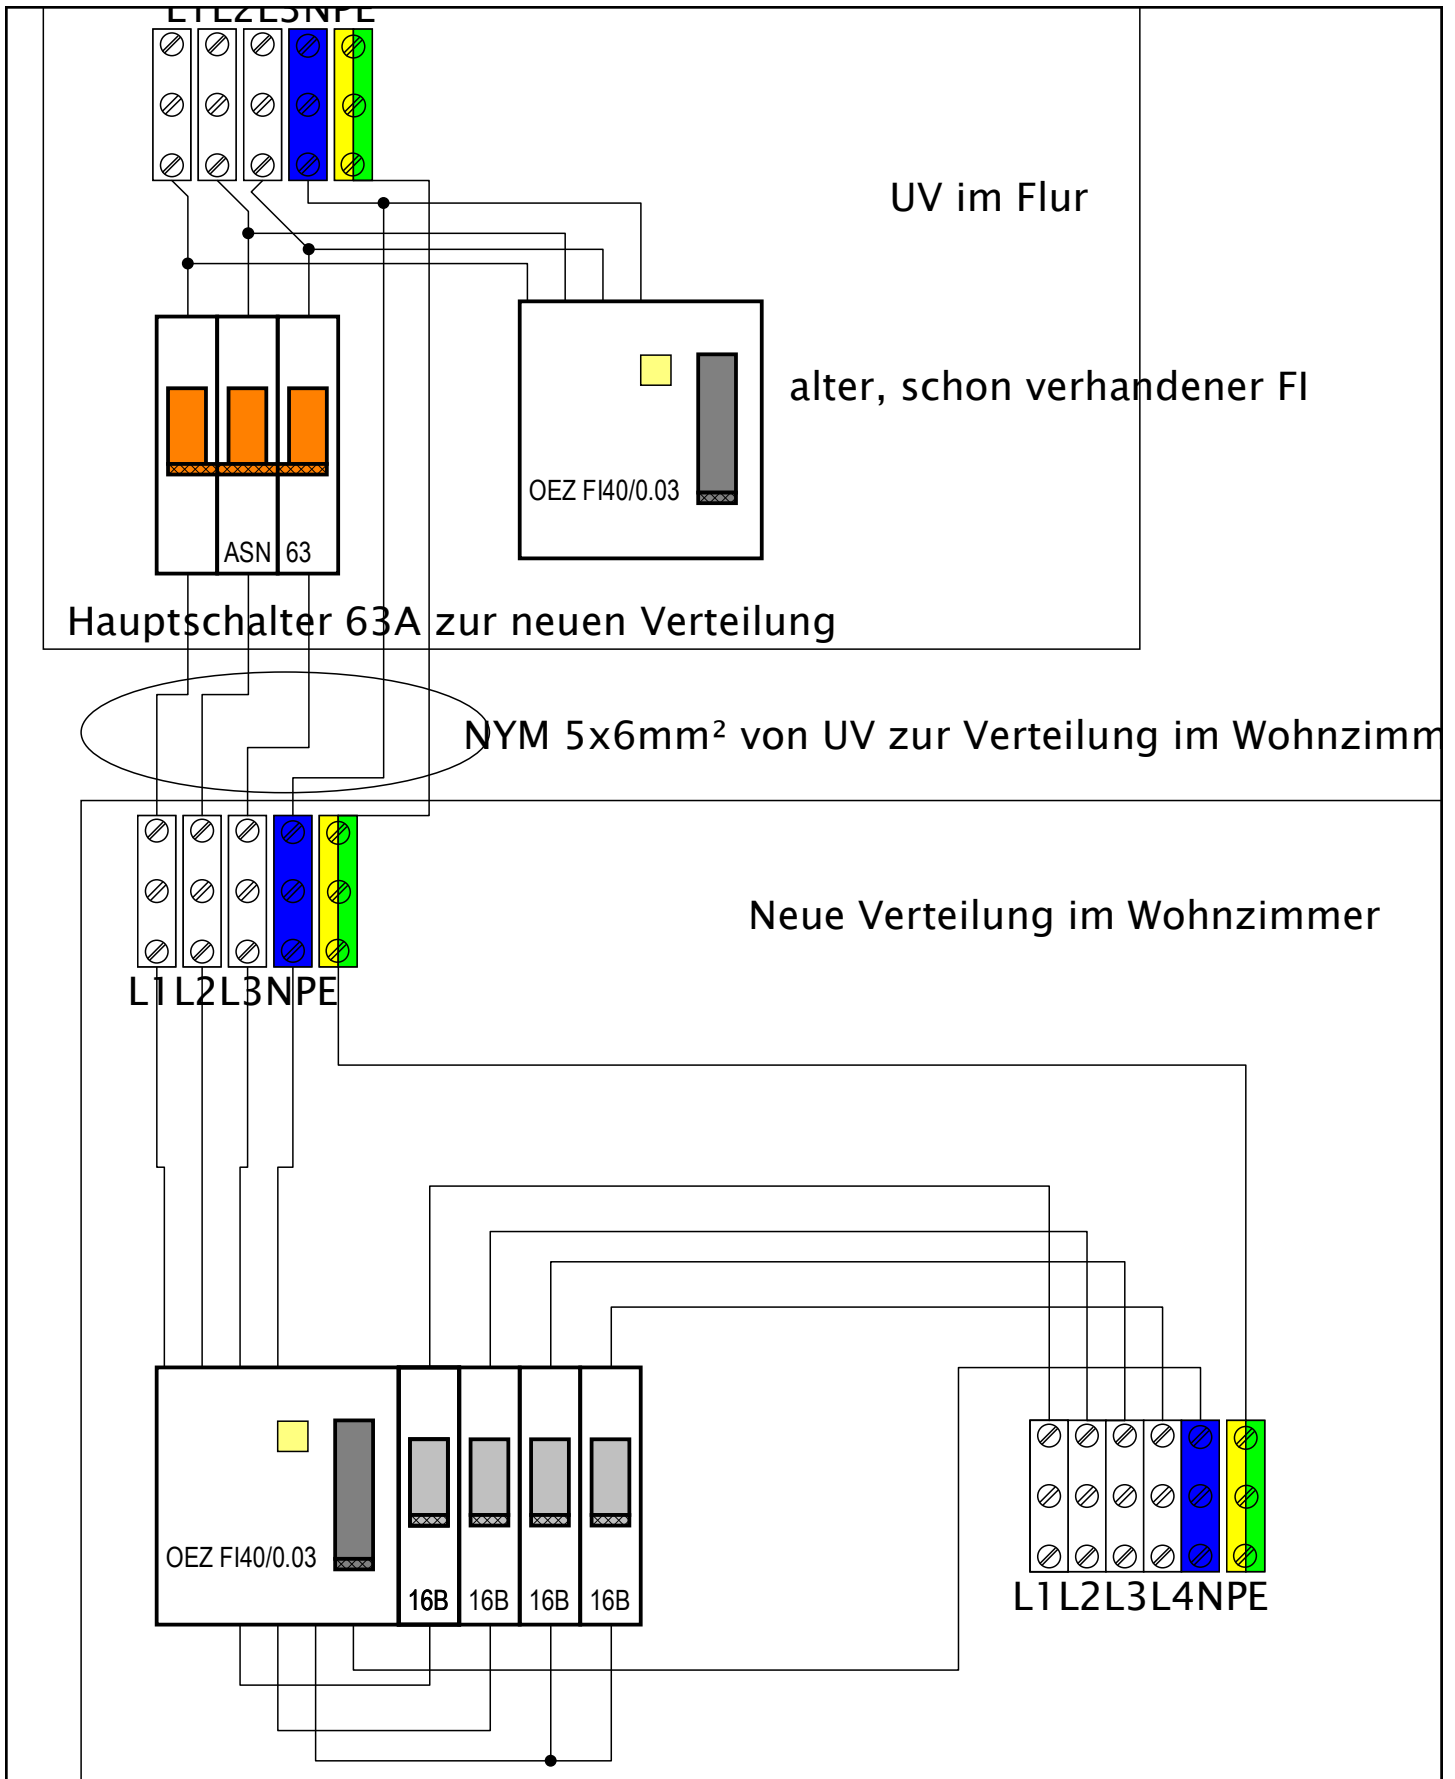 L1L2L3NPE
UV im Flur
alter, schon verhandener FI
OEZ FI40/0.03
ASN 63
Hauptschalter 63A zur neuen Verteilung
NYM 5x6mm² von UV zur Verteilung im Wohnzimm
Neue Verteilung im Wohnzimmer
L1L2L3NPE
OEZ FI40/0.03
16B 16B 16B 16B
L1L2L3L4NPE